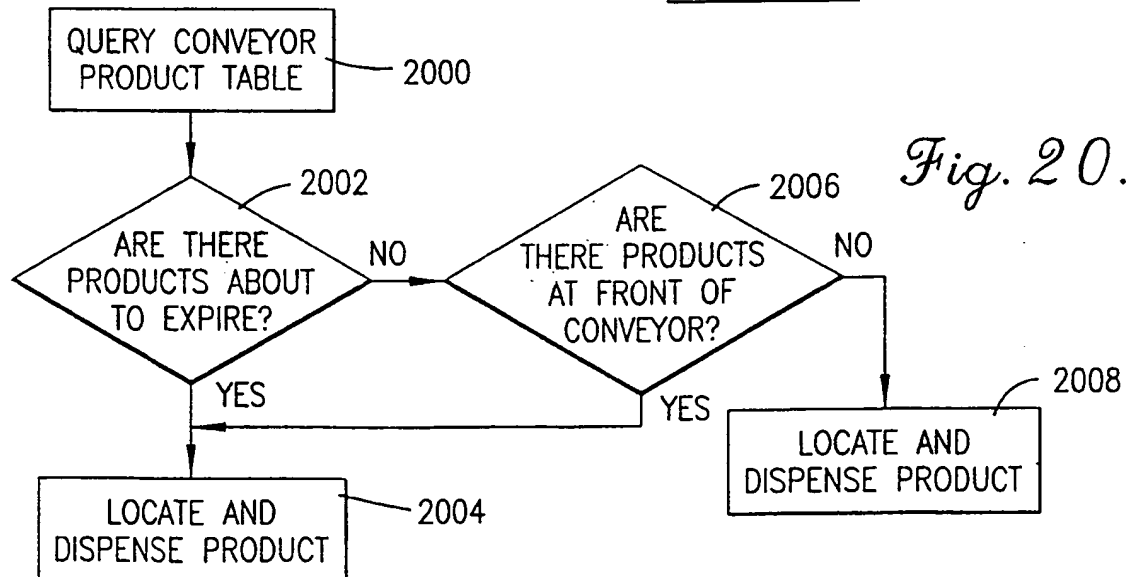 QUERY CONVEYOR
PRODUCT TABLE
2000
Fig. 20.
2002
ARE THERE
PRODUCTS ABOUT
TO EXPIRE?
NO
YES
2006
ARE
THERE PRODUCTS
AT FRONT OF
CONVEYOR?
NO
YES
2008
LOCATE AND
DISPENSE PRODUCT
2004
LOCATE AND
DISPENSE PRODUCT